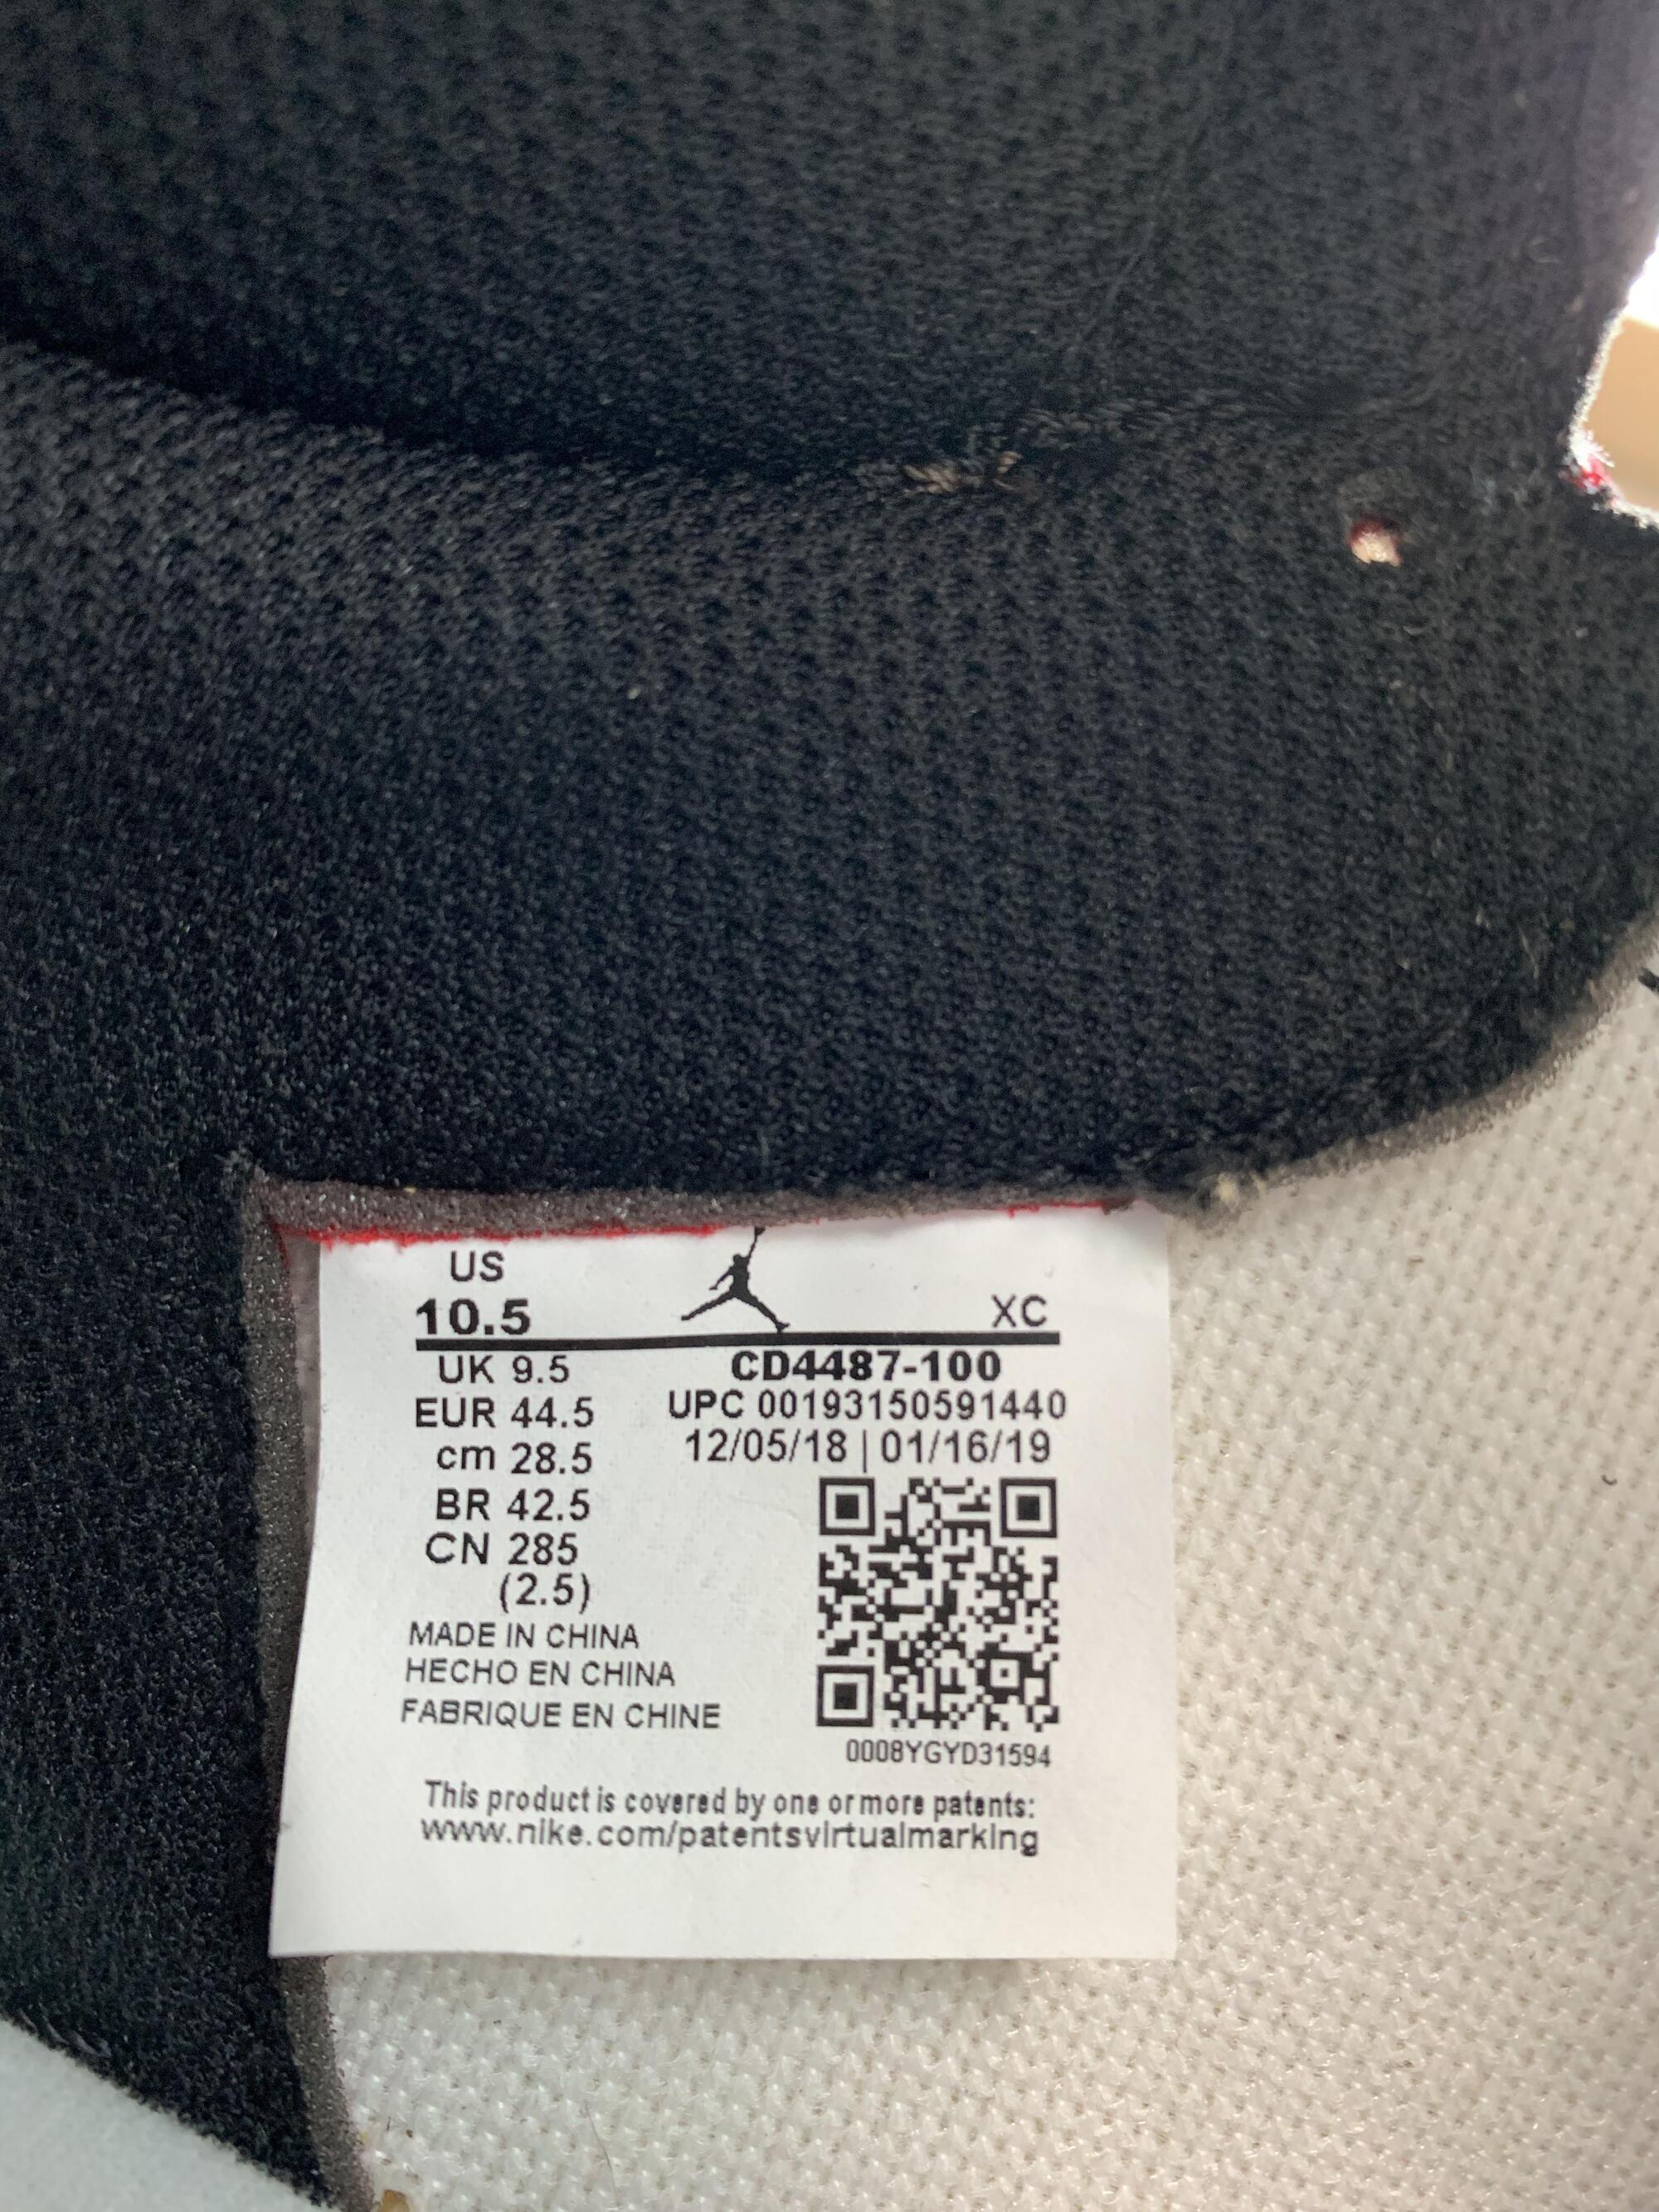 US
10.5 XC
UK 9.5
EUR 44.5
cm 28.5
BR 42.5
CN 285
(2.5)
CD4487-100
UPC 00193150591440
12/05/18 | 01/16/19
MADE IN CHINA
HECHO EN CHINA
FABRIQUE EN CHINE
0008YGYD31594
This product is covered by one or more patents:
www.nike.com/patentsvirtualmarking